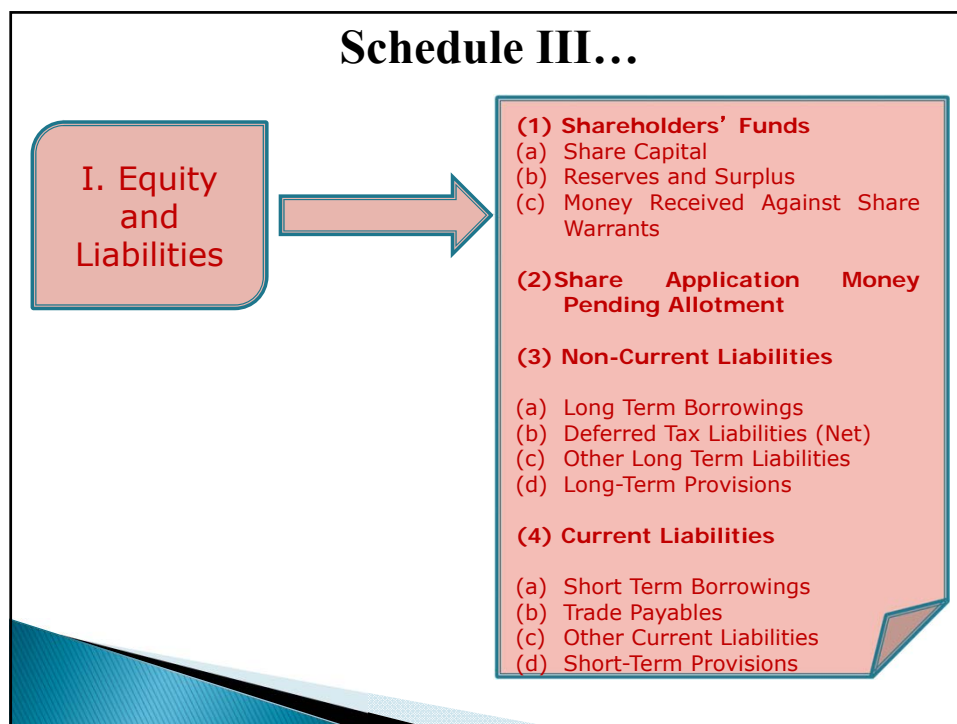 Schedule III...
I. Equity
and
Liabilities
(1) Shareholders' Funds
(a) Share Capital
(b) Reserves and Surplus
(c) Money Received Against Share
Warrants
(2)Share Application Money
Pending Allotment
(3) Non-Current Liabilities
(a) Long Term Borrowings
(b) Deferred Tax Liabilities (Net)
(c) Other Long Term Liabilities
(d) Long-Term Provisions
(4) Current Liabilities
(a) Short Term Borrowings
(b) Trade Payables
(c) Other Current Liabilities
(d) Short-Term Provisions